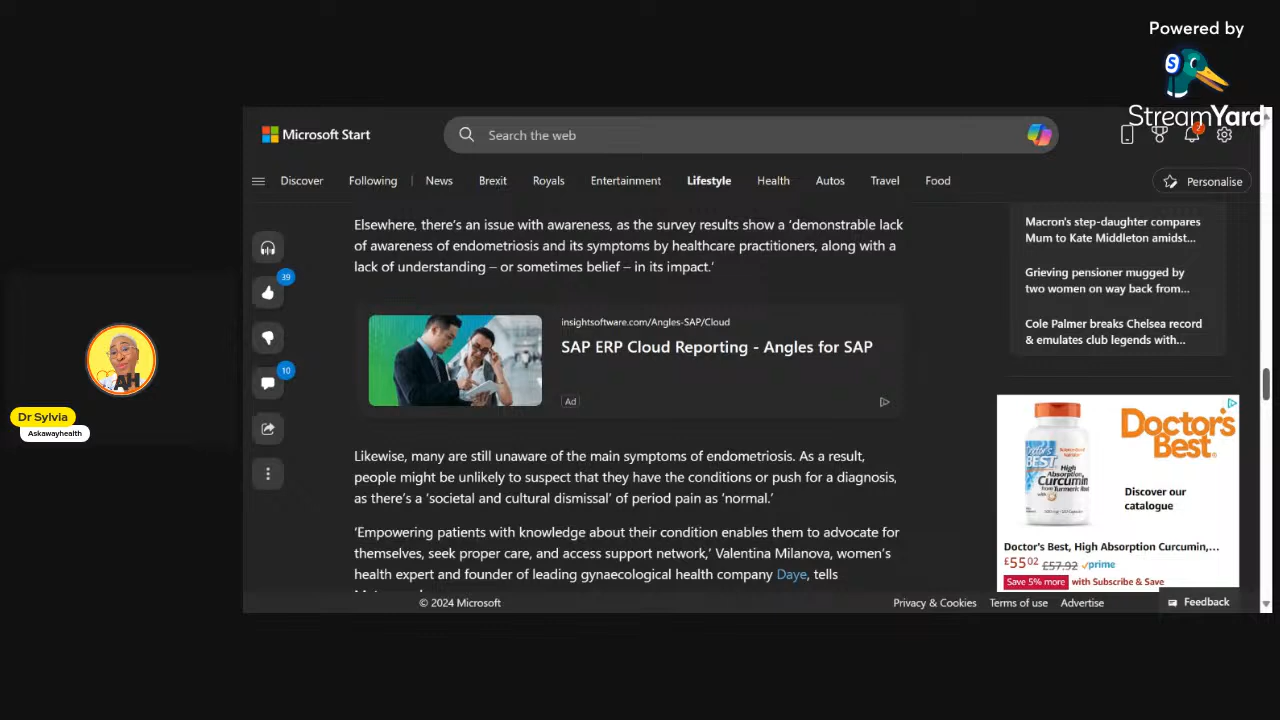 Powered by
StreamYard
Microsoft Start
Search the web
2
Discover
Following
News
Brexit
Royals
Entertainment
Lifestyle
Health
Autos
Travel
Food
Personalise
Elsewhere, there's an issue with awareness, as the survey results show a 'demonstrable lack
of awareness of endometriosis and its symptoms by healthcare practitioners, along with a
lack of understanding – or sometimes belief – in its impact.'
39
10
insightsoftware.com/Angles-SAP/Cloud
SAP ERP Cloud Reporting - Angles for SAP
Ad
Likewise, many are still unaware of the main symptoms of endometriosis. As a result,
people might be unlikely to suspect that they have the conditions or push for a diagnosis,
as there's a 'societal and cultural dismissal' of period pain as 'normal.'
'Empowering patients with knowledge about their condition enables them to advocate for
themselves, seek proper care, and access support network,' Valentina Milanova, women's
health expert and founder of leading gynaecological health company Daye, tells
Macron's step-daughter compares
Mum to Kate Middleton amidst...
Grieving pensioner mugged by
two women on way back from...
Cole Palmer breaks Chelsea record
& emulates club legends with...
Doctor's
BEST
High
Absorption
Curcumin
DOCTOR'S
BEST
Discover our
catalogue
Doctor's Best, High Absorption Curcumin,...
£5502 £57.92 prime
Save 5% more with Subscribe & Save
© 2024 Microsoft
Privacy & Cookies
Terms of use
Advertise
Feedback
AH
Dr Sylvia
Askawayhealth